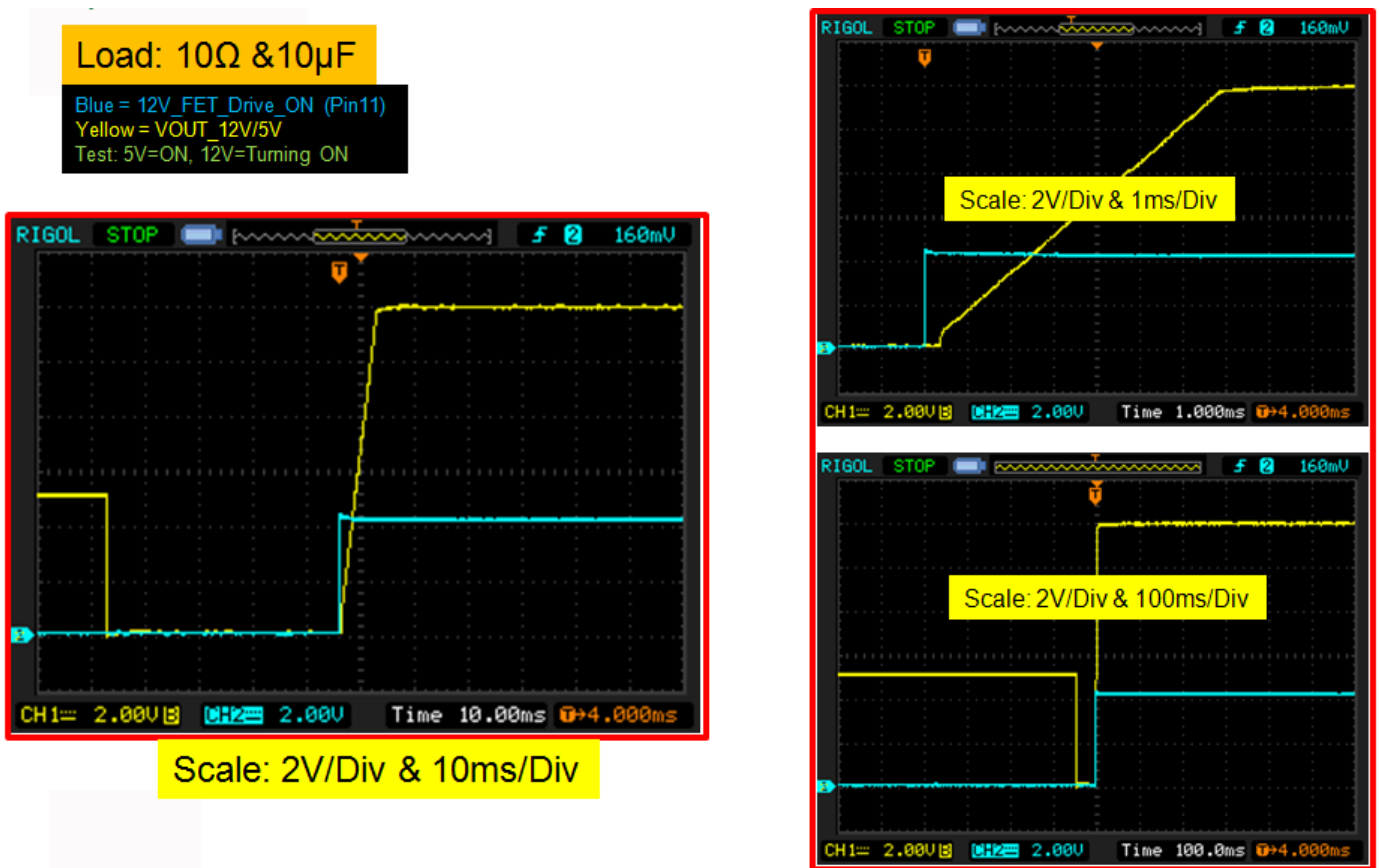 Load: 10Ω &10µF
Blue = 12V_FET_Drive_ON (Pin11)
Yellow = VOUT_12V/5V
Test: 5V=ON, 12V=Turning ON
RIGOL STOP T f 2 160mV
T
1
CH1 2.00V B CH2 2.00V Time 10.00ms T→4.000ms
Scale: 2V/Div & 10ms/Div
RIGOL STOP T f 2 160mV
T
Scale: 2V/Div & 1ms/Div
1
CH1 2.00V B CH2 2.00V Time 1.000ms T→4.000ms
RIGOL STOP T f 2 160mV
T
Scale: 2V/Div & 100ms/Div
1
CH1 2.00V B CH2 2.00V Time 100.0ms T→4.000ms